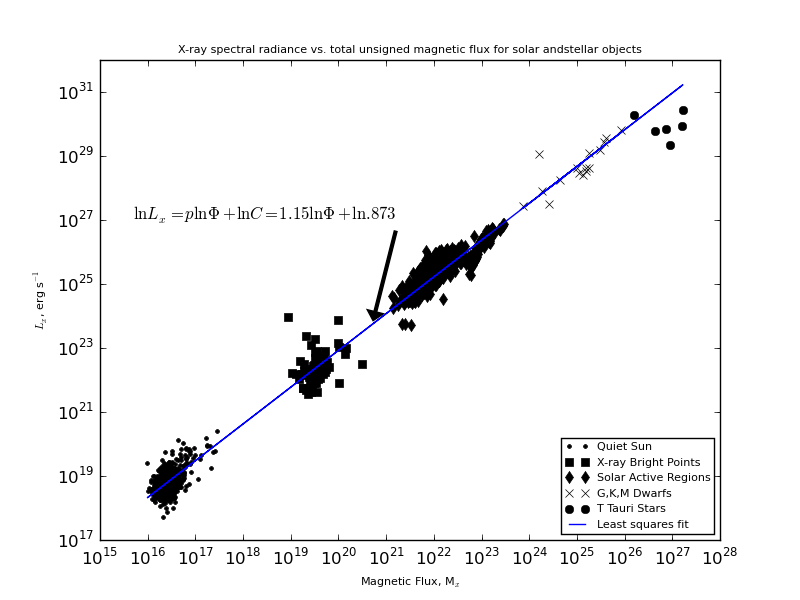 X-ray spectral radiance vs. total unsigned magnetic flux for solar andstellar objects
10^31
10^29
10^27
10^25
10^23
10^21
10^19
10^17
L_x, erg s^−1
lnL_x = plnΦ + lnC = 1.15lnΦ + ln.873
Quiet Sun
X-ray Bright Points
Solar Active Regions
G,K,M Dwarfs
T Tauri Stars
Least squares fit
10^15 10^16 10^17 10^18 10^19 10^20 10^21 10^22 10^23 10^24 10^25 10^26 10^27 10^28
Magnetic Flux, M_x